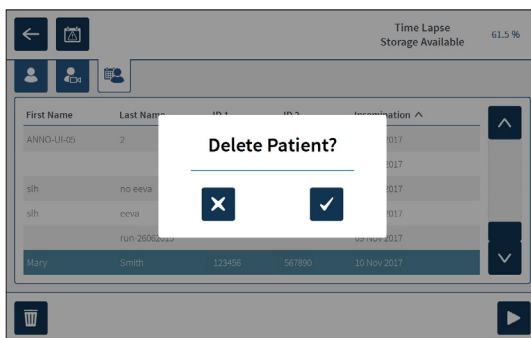 Time Lapse
Storage Available
61.5 %
First Name Last Name ID 1 ID 2 Insemination
ANNO-UI-05 2 2017
2017
slh no eeva 2017
slh eeva 2017
run-26062015 09 Nov 2017
Mary Smith 123456 567890 10 Nov 2017
Delete Patient?